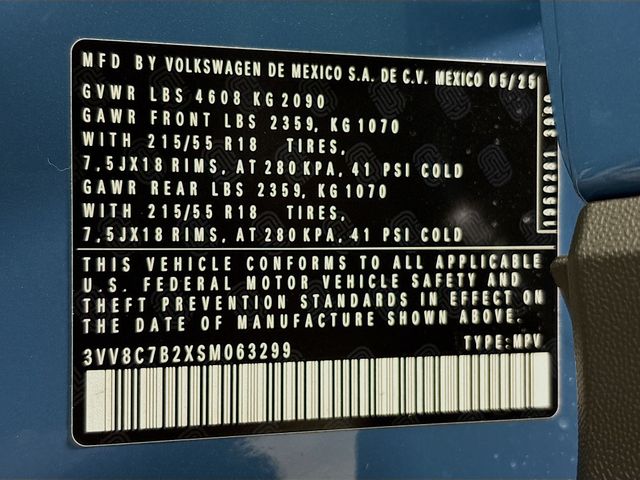 MFD BY VOLKSWAGEN DE MEXICO S.A. DE C.V. MEXICO 05/25
GVWR LBS 4608 KG 2090
GAWR FRONT LBS 2359, KG 1070
WITH 215/55 R18 TIRES,
7,5JX18 RIMS, AT 280 KPA, 41 PSI COLD
GAWR REAR LBS 2359, KG 1070
WITH 215/55 R18 TIRES,
7,5JX18 RIMS, AT 280 KPA, 41 PSI COLD
THIS VEHICLE CONFORMS TO ALL APPLICABLE
U.S. FEDERAL MOTOR VEHICLE SAFETY AND
THEFT PREVENTION STANDARDS IN EFFECT ON
THE DATE OF MANUFACTURE SHOWN ABOVE.
3VV8C7B2XSM063299
TYPE: MPV